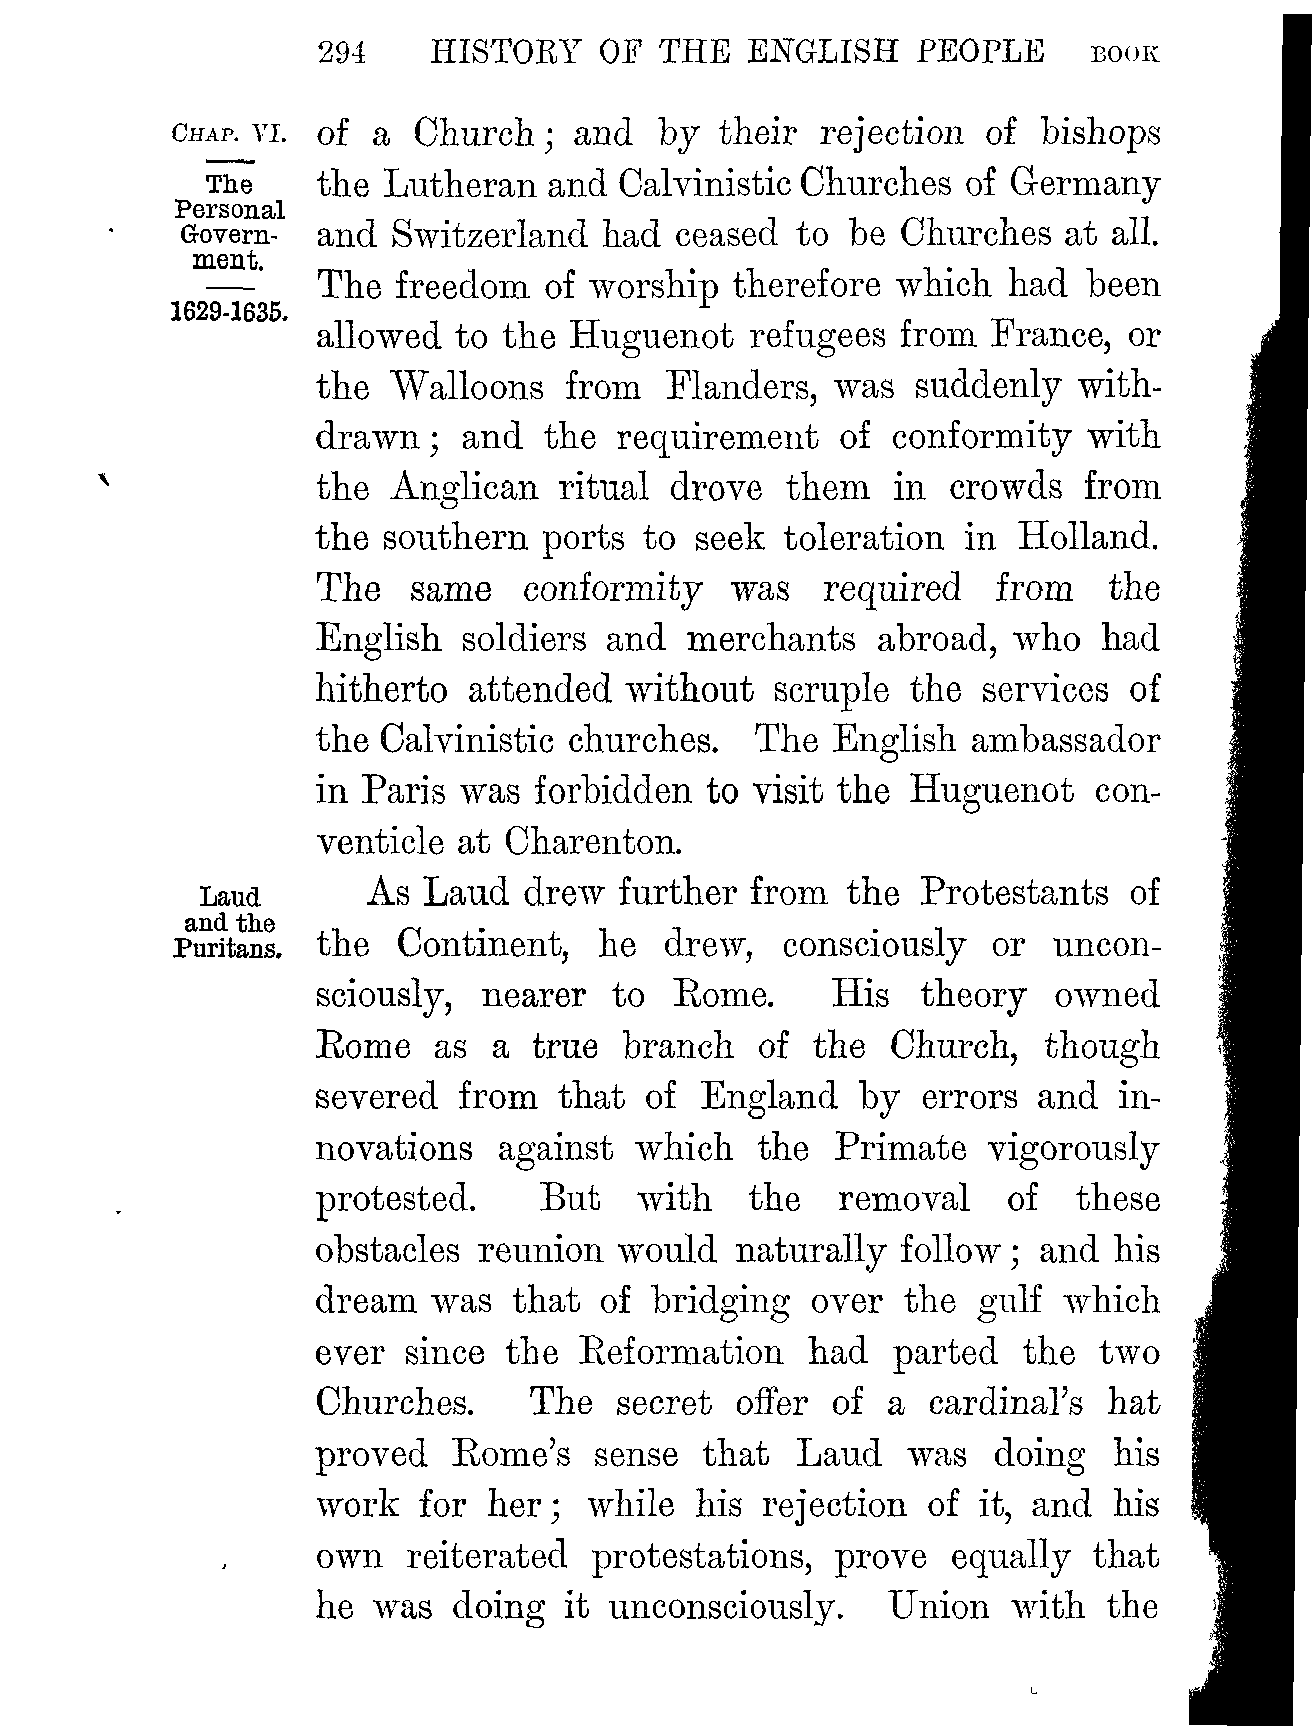 294 HISTORY OF THE ENGLISH PEOPLE BOOK
CHAP. VI.
The
Personal
Govern-
ment.
1629-1635.
of a Church; and by their rejection of bishops
the Lutheran and Calvinistic Churches of Germany
and Switzerland had ceased to be Churches at all.
The freedom of worship therefore which had been
allowed to the Huguenot refugees from France, or
the Walloons from Flanders, was suddenly with-
drawn; and the requirement of conformity with
the Anglican ritual drove them in crowds from
the southern ports to seek toleration in Holland.
The same conformity was required from the
English soldiers and merchants abroad, who had
hitherto attended without scruple the services of
the Calvinistic churches. The English ambassador
in Paris was forbidden to visit the Huguenot con-
venticle at Charenton.
Laud
and the
Puritans.
As Laud drew further from the Protestants of
the Continent, he drew, consciously or uncon-
sciously, nearer to Rome. His theory owned
Rome as a true branch of the Church, though
severed from that of England by errors and in-
novations against which the Primate vigorously
protested. But with the removal of these
obstacles reunion would naturally follow; and his
dream was that of bridging over the gulf which
ever since the Reformation had parted the two
Churches. The secret offer of a cardinal's hat
proved Rome's sense that Laud was doing his
work for her; while his rejection of it, and his
own reiterated protestations, prove equally that
he was doing it unconsciously. Union with the